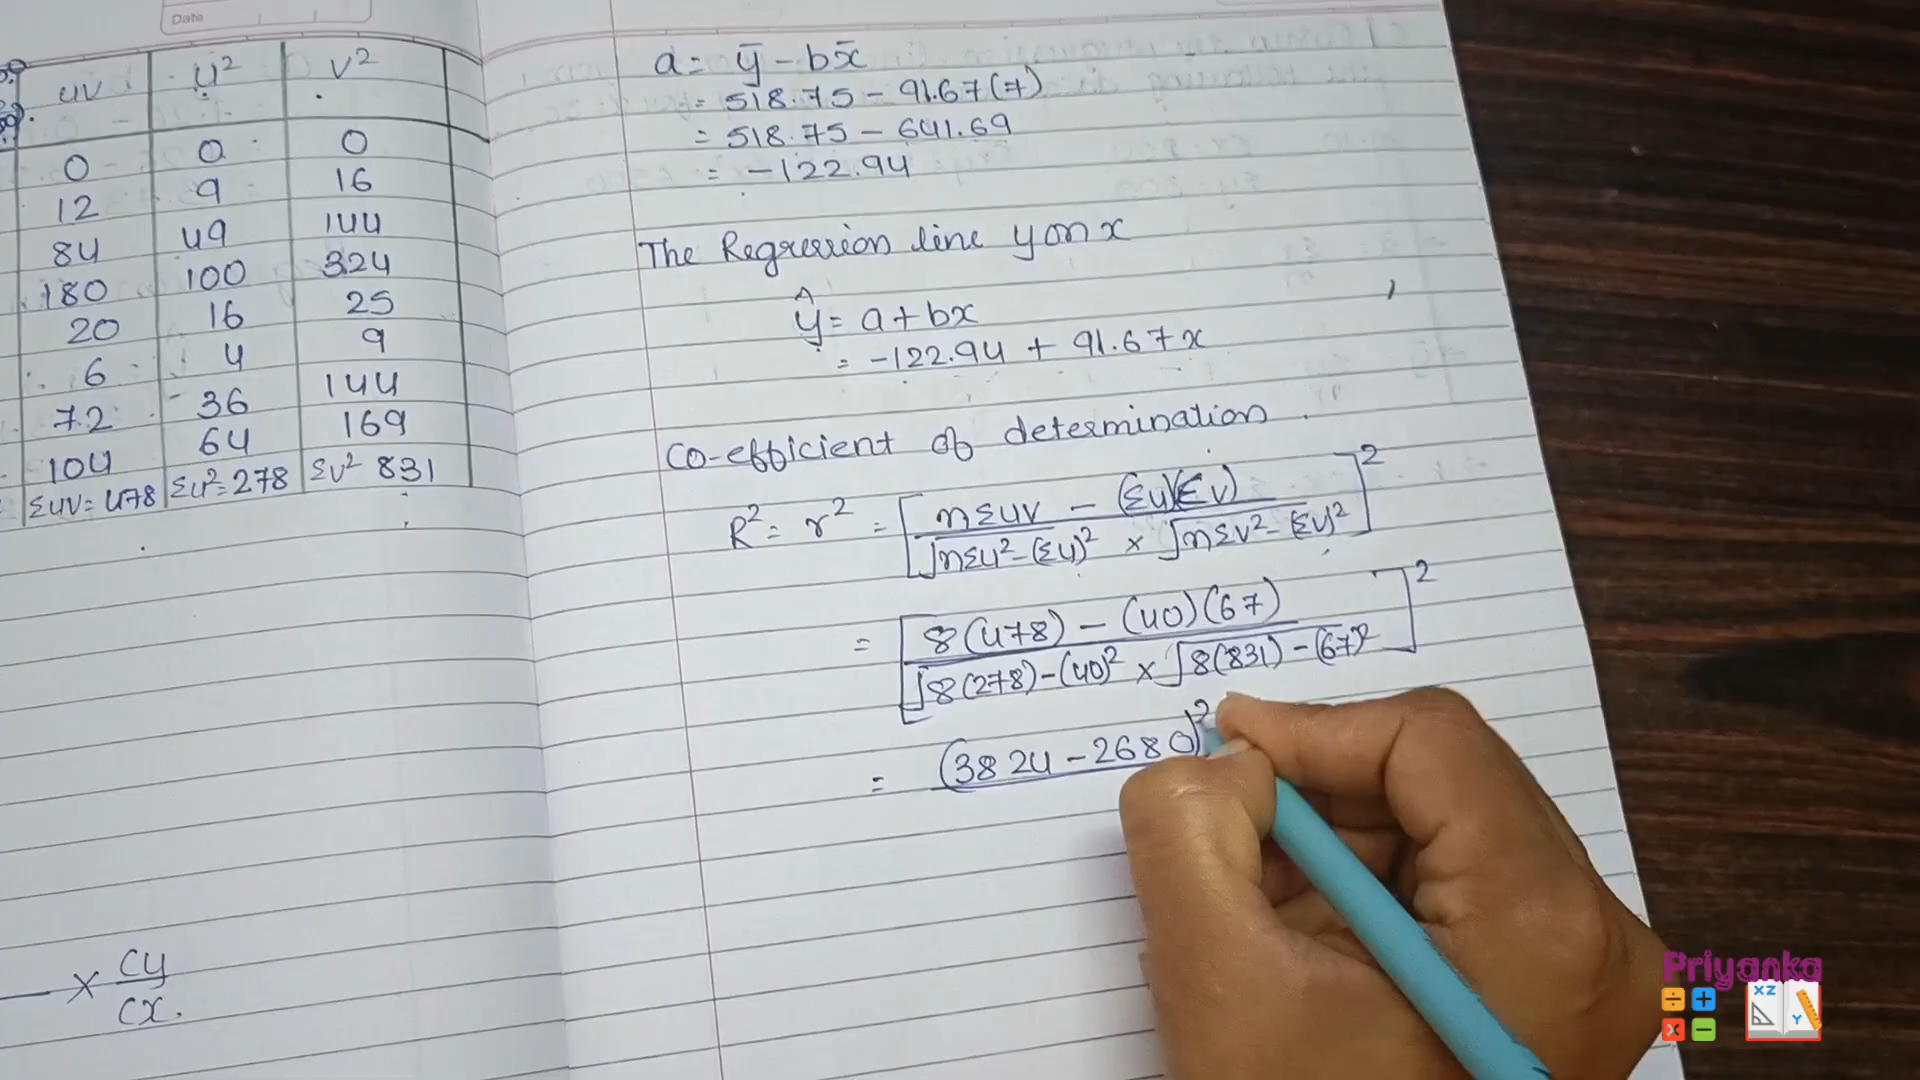 Date
uv u² v²
0 0 0
12 9 16
84 49 144
180 100 324
20 16 25
6 4 9
72 36 144
104 64 169
Σuv = 478 Σu² = 278 Σv² 831
× cy
cx.
a = ȳ - bx̄
= 518.75 - 91.67(7)
= 518.75 - 641.69
= -122.94
The Regression line y on x
ŷ = a + bx
= -122.94 + 91.67x
co-efficient of determination.
R² = r² = [nΣuv - (Σu)(Σv)]²
√nΣu² - (Σu)² × √nΣv² - (Σv)²
= [8(478) - (40)(67)]²
√8(278) - (40)² × √8(831) - (67)²
= (3824 - 2680)²
Priyanka
XZ
Y